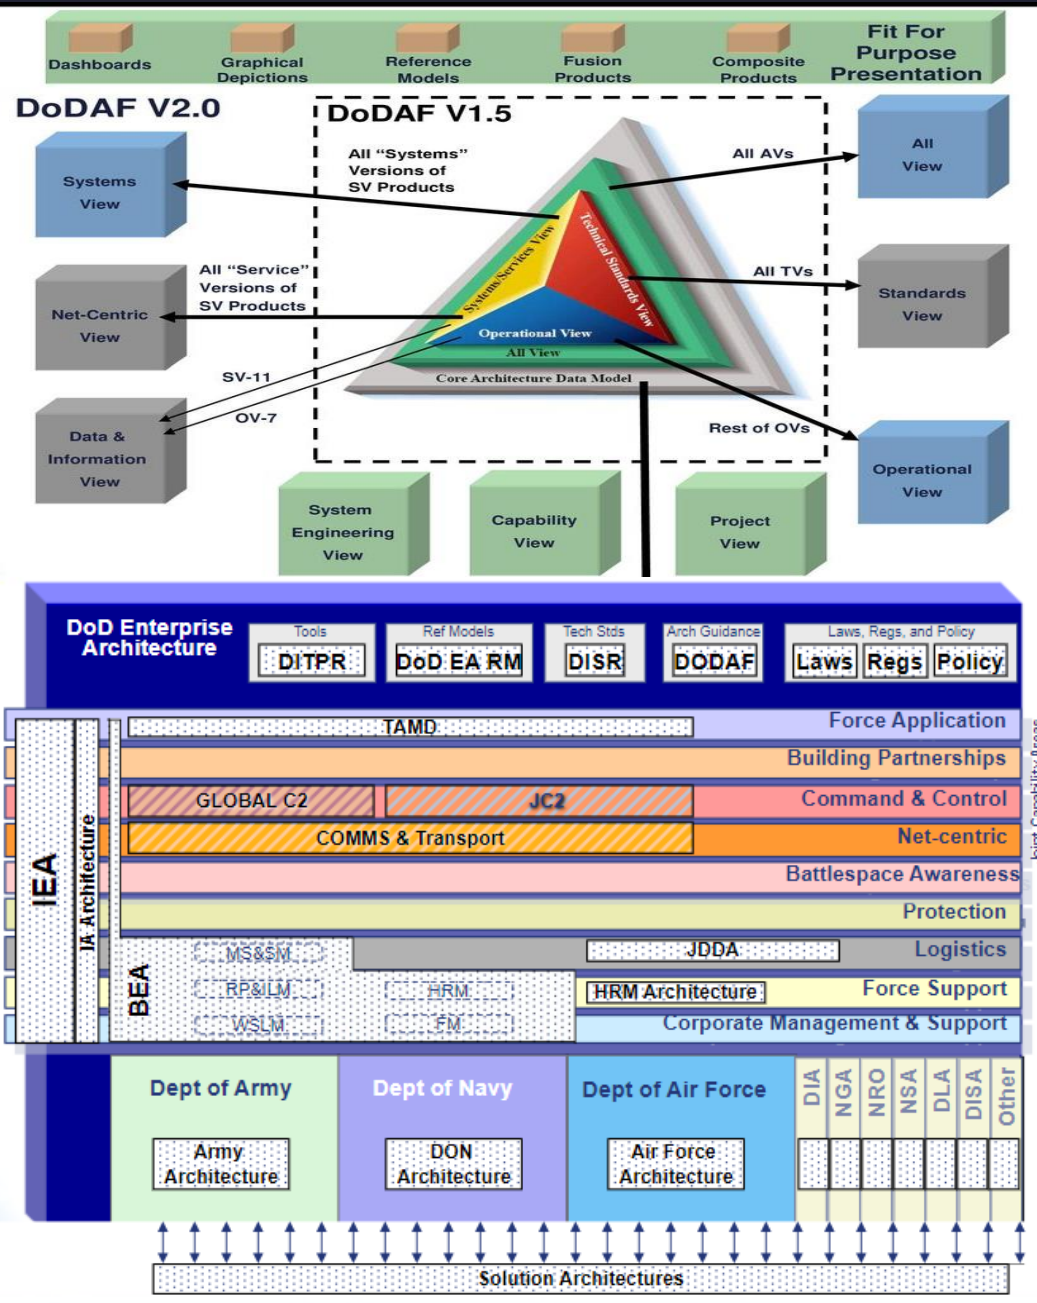 Dashboards
Graphical
Depictions
Reference
Models
Fusion
Products
Composite
Products
Fit For
Purpose
Presentation
DoDAF V2.0
DoDAF V1.5
Systems
View
All “Systems”
Versions of
SV Products
All AVs
All
View
Net-Centric
View
All “Service”
Versions of
SV Products
Systems/Services View
Technical Standards View
Operational View
All View
Core Architecture Data Model
All TVs
Standards
View
SV-11
OV-7
Data &
Information
View
Rest of OVs
Operational
View
System
Engineering
View
Capability
View
Project
View
DoD Enterprise
Architecture
Tools
DITPR
Ref Models
DoD EA RM
Tech Stds
DISR
Arch Guidance
DODAF
Laws, Regs, and Policy
Laws
Regs
Policy
IEA
IA Architecture
TAMD
Force Application
Building Partnerships
GLOBAL C2
JC2
Command & Control
COMMS & Transport
Net-centric
Battlespace Awareness
Protection
Joint Capability Areas
BEA
MS&SM
JDDA
Logistics
RP&ILM
HRM
HRM Architecture
Force Support
WSLM
FM
Corporate Management & Support
Dept of Army
Army
Architecture
Dept of Navy
DON
Architecture
Dept of Air Force
Air Force
Architecture
DIA
NGA
NRO
NSA
DLA
DISA
Other
Solution Architectures